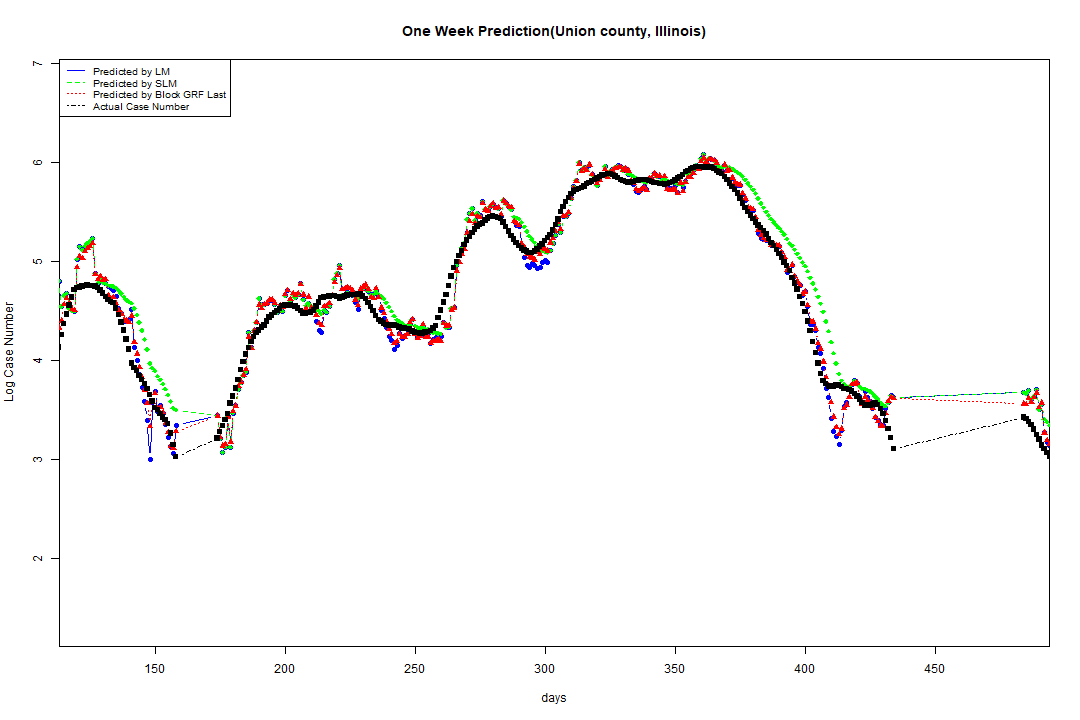 One Week Prediction(Union county, Illinois)
Predicted by LM
Predicted by SLM
Predicted by Block GRF Last
Actual Case Number
7
6
5
4
3
2
Log Case Number
150 200 250 300 350 400 450
days